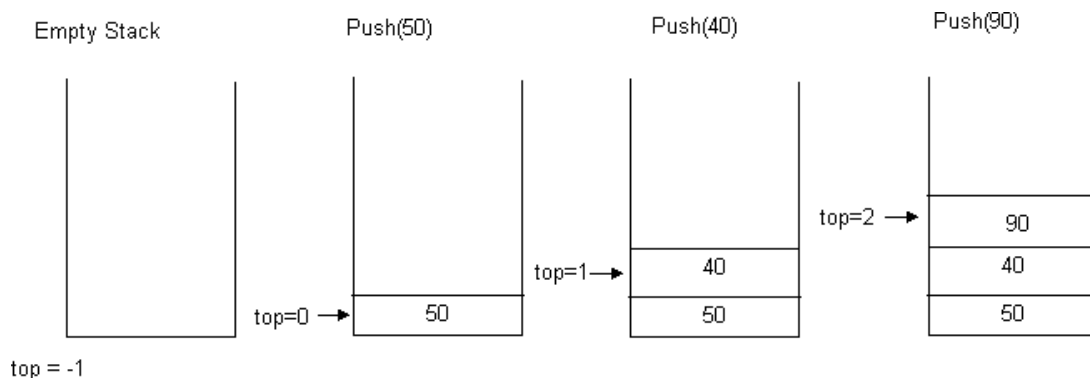 Empty Stack
Push(50)
Push(40)
Push(90)
top=2
90
top=1
40
40
top=0
50
50
50
top = -1